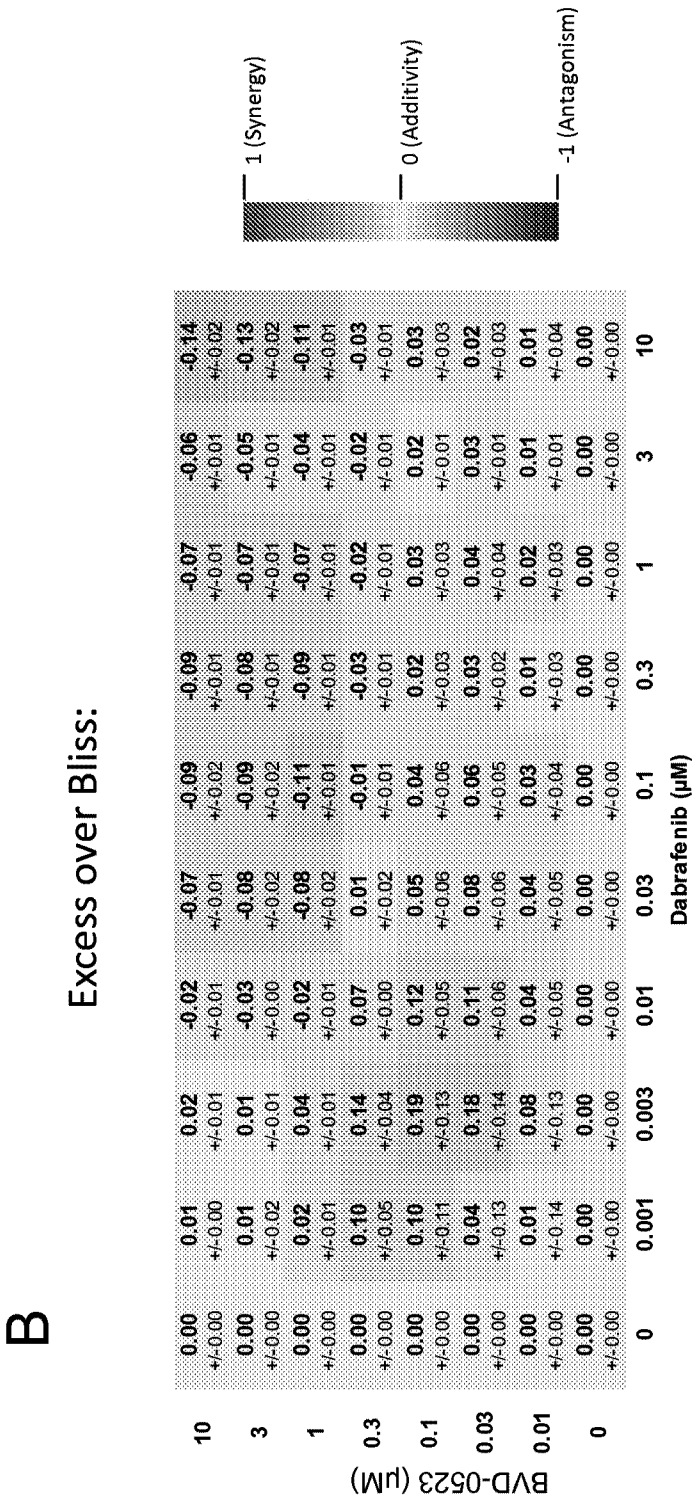 B
Excess over Bliss:
10 0.00 0.01 0.02 -0.02 -0.07 -0.09 -0.09 -0.07 -0.06 -0.14
+/-0.00 +/-0.00 +/-0.01 +/-0.01 +/-0.01 +/-0.02 +/-0.01 +/-0.01 +/-0.01 +/-0.02
3 0.00 0.01 0.01 -0.03 -0.08 -0.09 -0.08 -0.07 -0.05 -0.13
+/-0.00 +/-0.02 +/-0.01 +/-0.00 +/-0.02 +/-0.02 +/-0.01 +/-0.01 +/-0.01 +/-0.02
1 0.00 0.02 0.04 -0.02 -0.08 -0.11 -0.09 -0.07 -0.04 -0.11
+/-0.00 +/-0.01 +/-0.01 +/-0.01 +/-0.02 +/-0.01 +/-0.01 +/-0.01 +/-0.01 +/-0.01
0.3 0.00 0.10 0.14 0.07 0.01 -0.01 -0.03 -0.02 -0.02 -0.03
+/-0.00 +/-0.05 +/-0.04 +/-0.00 +/-0.02 +/-0.01 +/-0.01 +/-0.01 +/-0.01 +/-0.01
0.1 0.00 0.10 0.19 0.12 0.05 0.04 0.02 0.03 0.02 0.03
+/-0.00 +/-0.11 +/-0.13 +/-0.05 +/-0.06 +/-0.06 +/-0.03 +/-0.03 +/-0.01 +/-0.03
0.03 0.00 0.04 0.18 0.11 0.08 0.06 0.03 0.04 0.03 0.02
+/-0.00 +/-0.13 +/-0.14 +/-0.06 +/-0.06 +/-0.05 +/-0.02 +/-0.04 +/-0.01 +/-0.03
0.01 0.00 0.01 0.08 0.04 0.04 0.03 0.01 0.02 0.01 0.01
+/-0.00 +/-0.14 +/-0.13 +/-0.05 +/-0.05 +/-0.04 +/-0.03 +/-0.03 +/-0.01 +/-0.04
0 0.00 0.00 0.00 0.00 0.00 0.00 0.00 0.00 0.00 0.00
+/-0.00 +/-0.00 +/-0.00 +/-0.00 +/-0.00 +/-0.00 +/-0.00 +/-0.00 +/-0.00 +/-0.00
0 0.001 0.003 0.01 0.03 0.1 0.3 1 3 10
BVD-0523 (µM)
Dabrafenib (µM)
1 (Synergy)
0 (Additivity)
-1 (Antagonism)